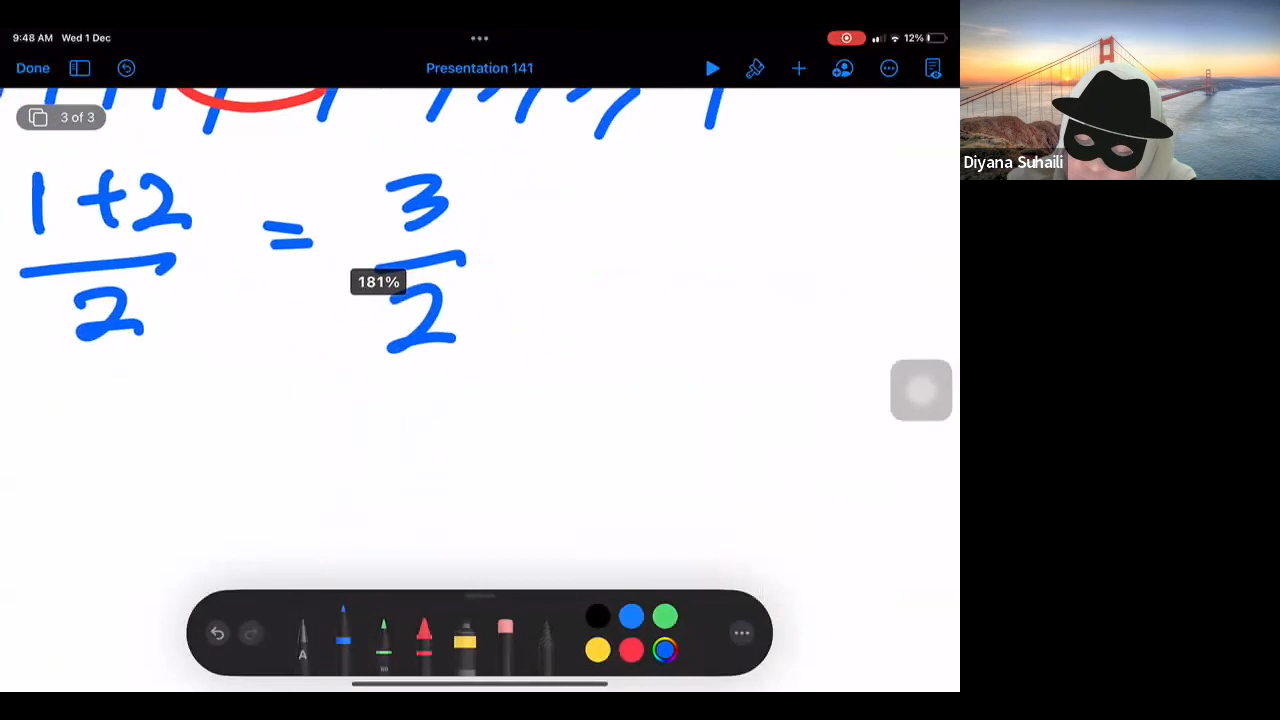 9:48 AM Wed 1 Dec
12%
Done
Presentation 141
3 of 3
1+2
2
=
3
2
181%
A
Diyana Suhaili